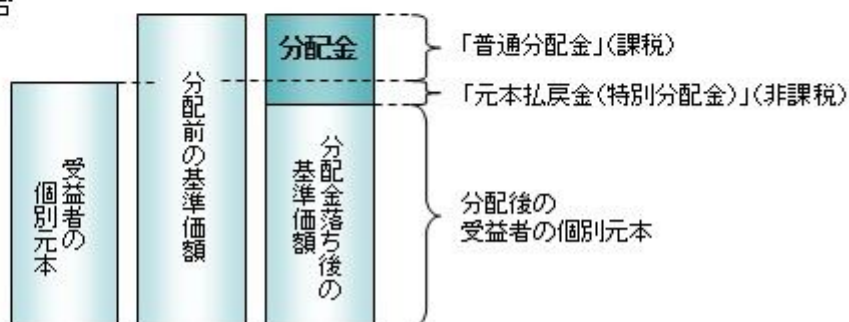 分配金
「普通分配金」(課税)
「元本払戻金(特別分配金)」(非課税)
受益者の
個別元本
分配前の基準価額
分配金落ち後の
基準価額
分配後の
受益者の個別元本